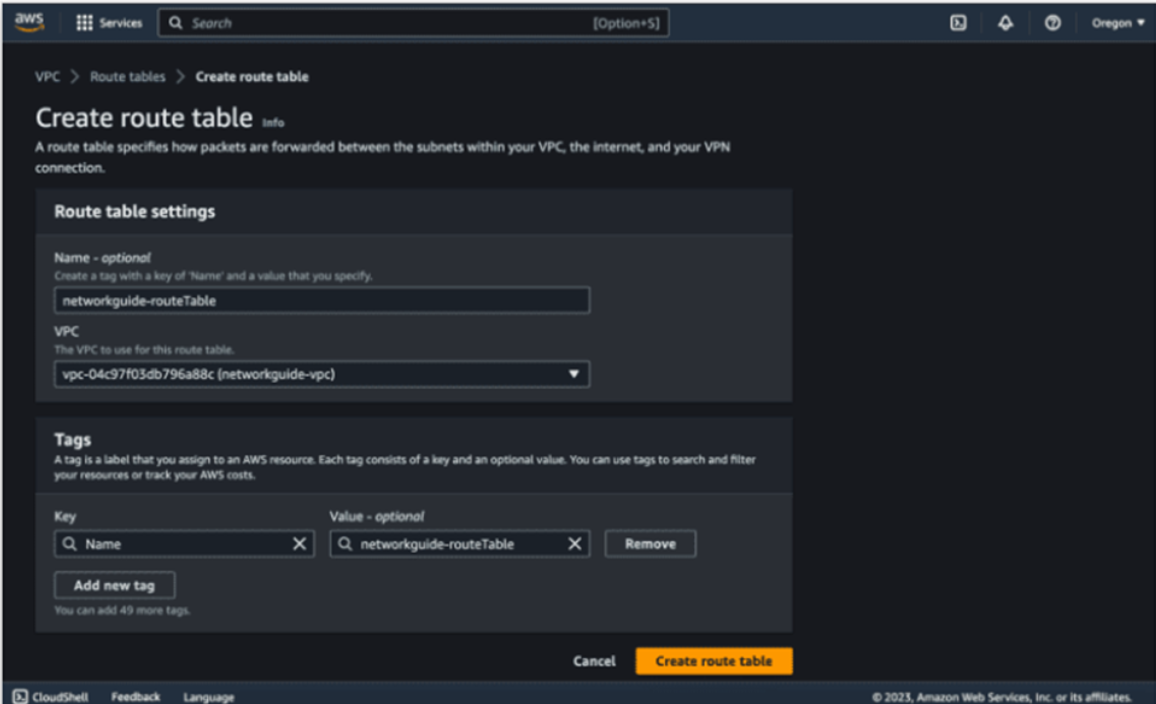 aws
Services
Search
[Option+S]
Oregon
VPC > Route tables > Create route table
Create route table Info
A route table specifies how packets are forwarded between the subnets within your VPC, the internet, and your VPN
connection.
Route table settings
Name - optional
Create a tag with a key of 'Name' and a value that you specify.
networkguide-routeTable
VPC
The VPC to use for this route table.
vpc-04c97f03db796a88c (networkguide-vpc)
Tags
A tag is a label that you assign to an AWS resource. Each tag consists of a key and an optional value. You can use tags to search and filter
your resources or track your AWS costs.
Key
Value - optional
Name
networkguide-routeTable
Remove
Add new tag
You can add 49 more tags.
Cancel
Create route table
CloudShell
Feedback
Language
© 2023, Amazon Web Services, Inc. or its affiliates.